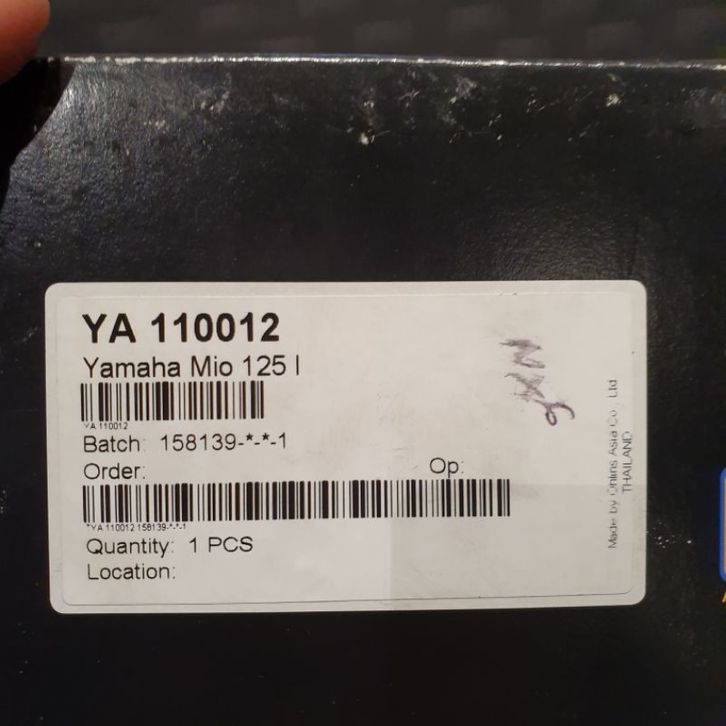 YA 110012
Yamaha Mio 125 I
YA 110012
Batch: 158139-*-*-1
Order:
Op:
*YA 110012 158139-*-*-1
Quantity: 1 PCS
Location:
Made by Öhlins Asia Co., Ltd
THAILAND